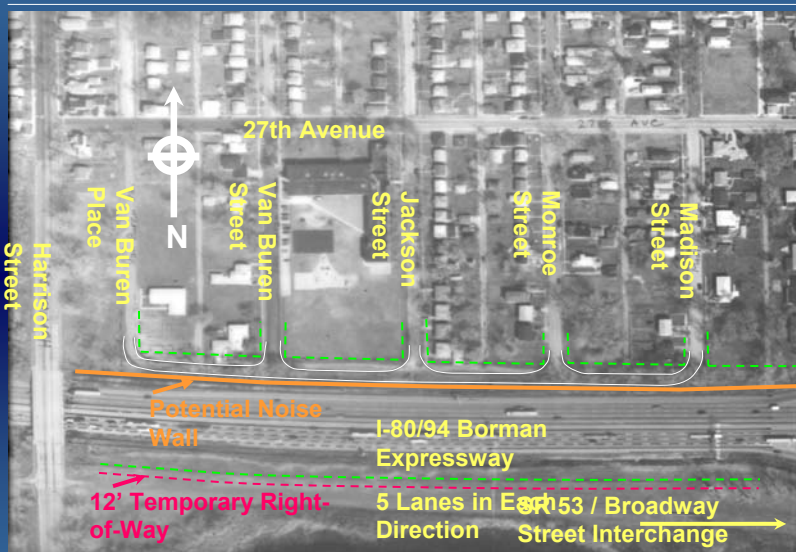 27th Avenue
27th AVE
N
Harrison
Street
Van Buren
Place
Van Buren
Street
Jackson
Street
Monroe
Street
Madison
Street
Potential Noise
Wall
I-80/94 Borman
Expressway
12' Temporary Right-
of-Way
5 Lanes in Each
Direction
SR 53 / Broadway
Street Interchange